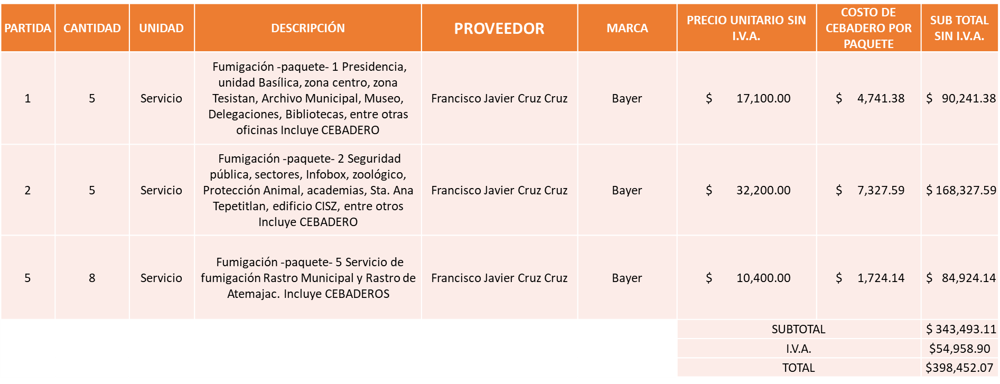 PARTIDA CANTIDAD UNIDAD DESCRIPCIÓN PROVEEDOR MARCA PRECIO UNITARIO SIN I.V.A. COSTO DE CEBADERO POR PAQUETE SUB TOTAL SIN I.V.A.
1 5 Servicio
Fumigación -paquete- 1 Presidencia,
unidad Basílica, zona centro, zona
Tesistan, Archivo Municipal, Museo,
Delegaciones, Bibliotecas, entre otras
oficinas Incluye CEBADERO
Francisco Javier Cruz Cruz Bayer $ 17,100.00 $ 4,741.38 $ 90,241.38
2 5 Servicio
Fumigación -paquete- 2 Seguridad
pública, sectores, Infobox, zoológico,
Protección Animal, academias, Sta. Ana
Tepetitlan, edificio CISZ, entre otros
Incluye CEBADERO
Francisco Javier Cruz Cruz Bayer $ 32,200.00 $ 7,327.59 $ 168,327.59
5 8 Servicio
Fumigación -paquete- 5 Servicio de
fumigación Rastro Municipal y Rastro de
Atemajac. Incluye CEBADEROS
Francisco Javier Cruz Cruz Bayer $ 10,400.00 $ 1,724.14 $ 84,924.14
SUBTOTAL $ 343,493.11
I.V.A. $54,958.90
TOTAL $398,452.07